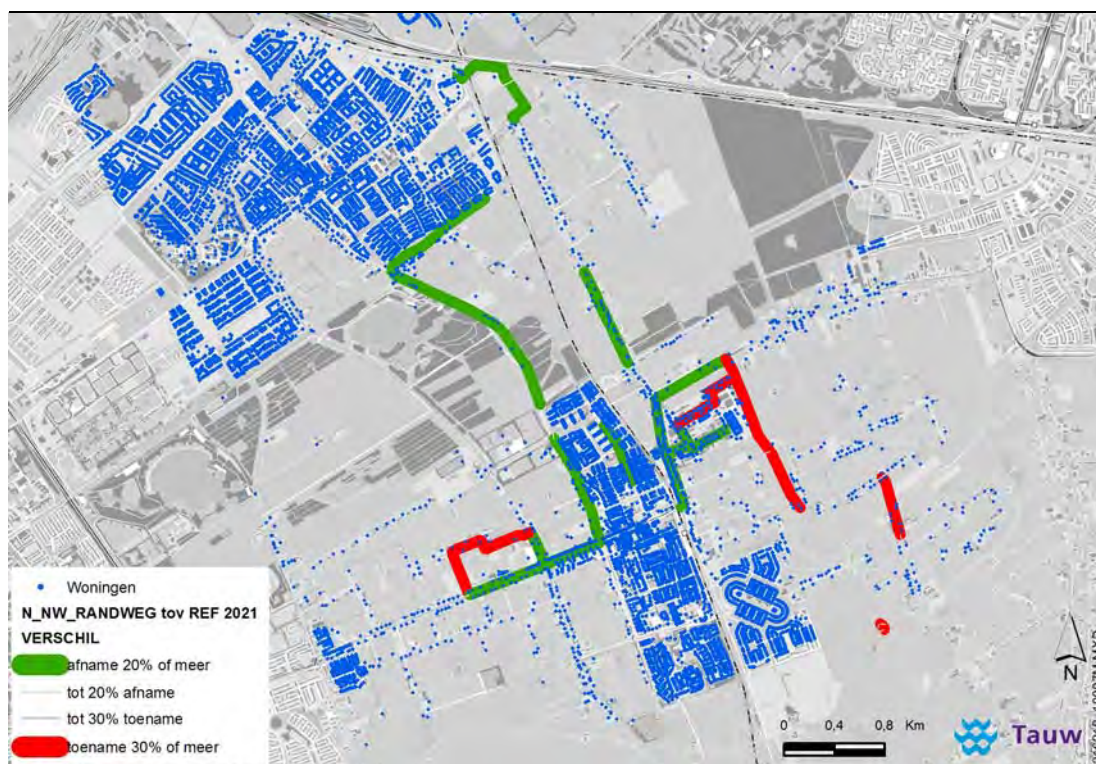 Woningen
N_NW_RANDWEG tov REF 2021
VERSCHIL
afname 20% of meer
tot 20% afname
tot 30% toename
toename 30% of meer
N
0 0,4 0,8 Km
Tauw